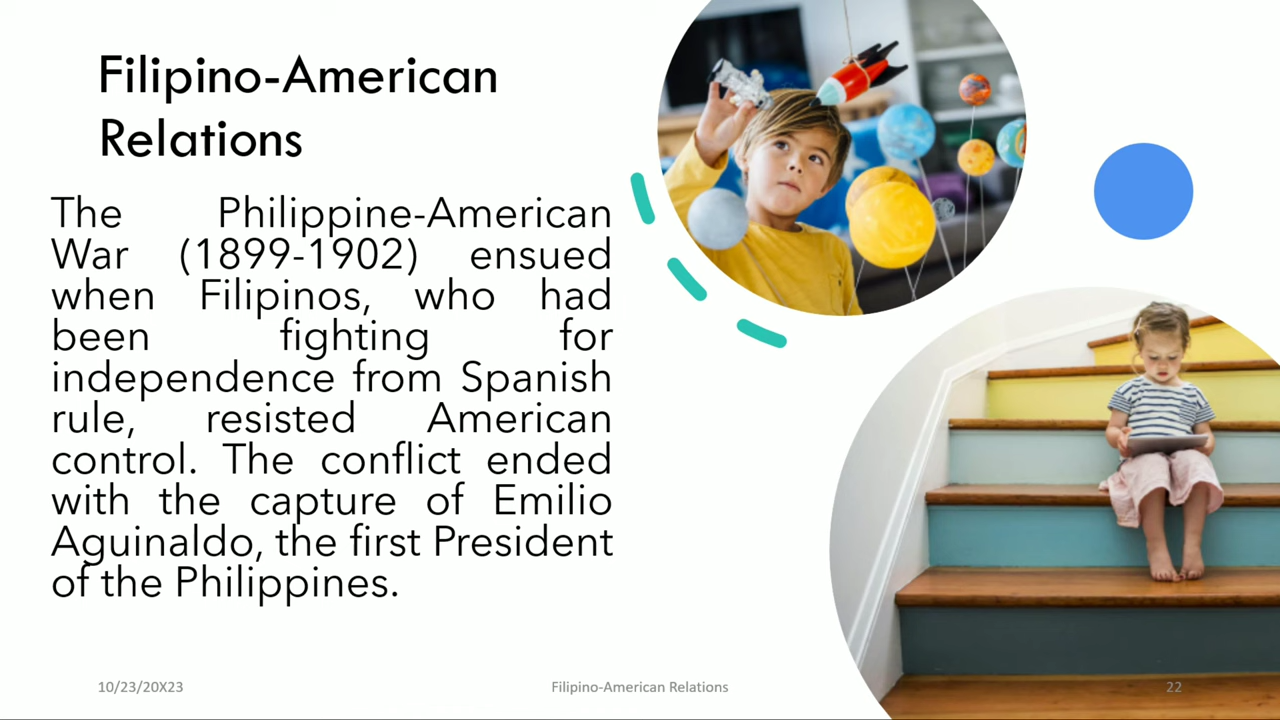 Filipino-American
Relations
The Philippine-American
War (1899-1902) ensued
when Filipinos, who had
been fighting for
independence from Spanish
rule, resisted American
control. The conflict ended
with the capture of Emilio
Aguinaldo, the first President
of the Philippines.
10/23/20X23
Filipino-American Relations
22